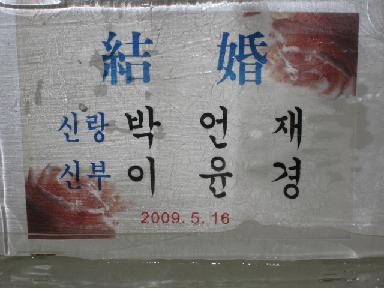 結 婚
신랑 박 언 재
신부 이 윤 경
2009. 5. 16